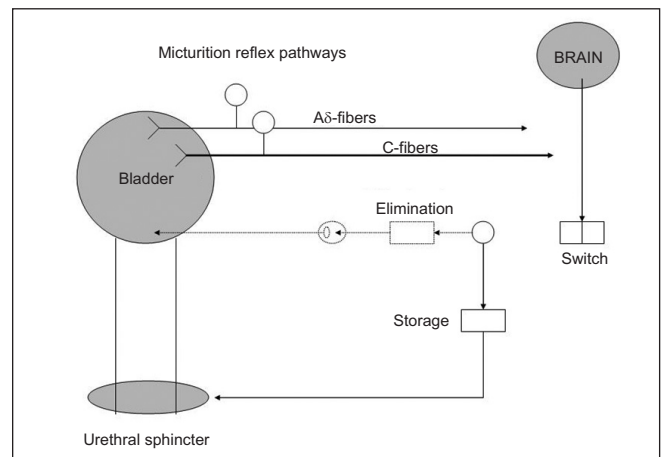 Micturition reflex pathways
BRAIN
Aδ-fibers
C-fibers
Bladder
Elimination
Switch
Storage
Urethral sphincter